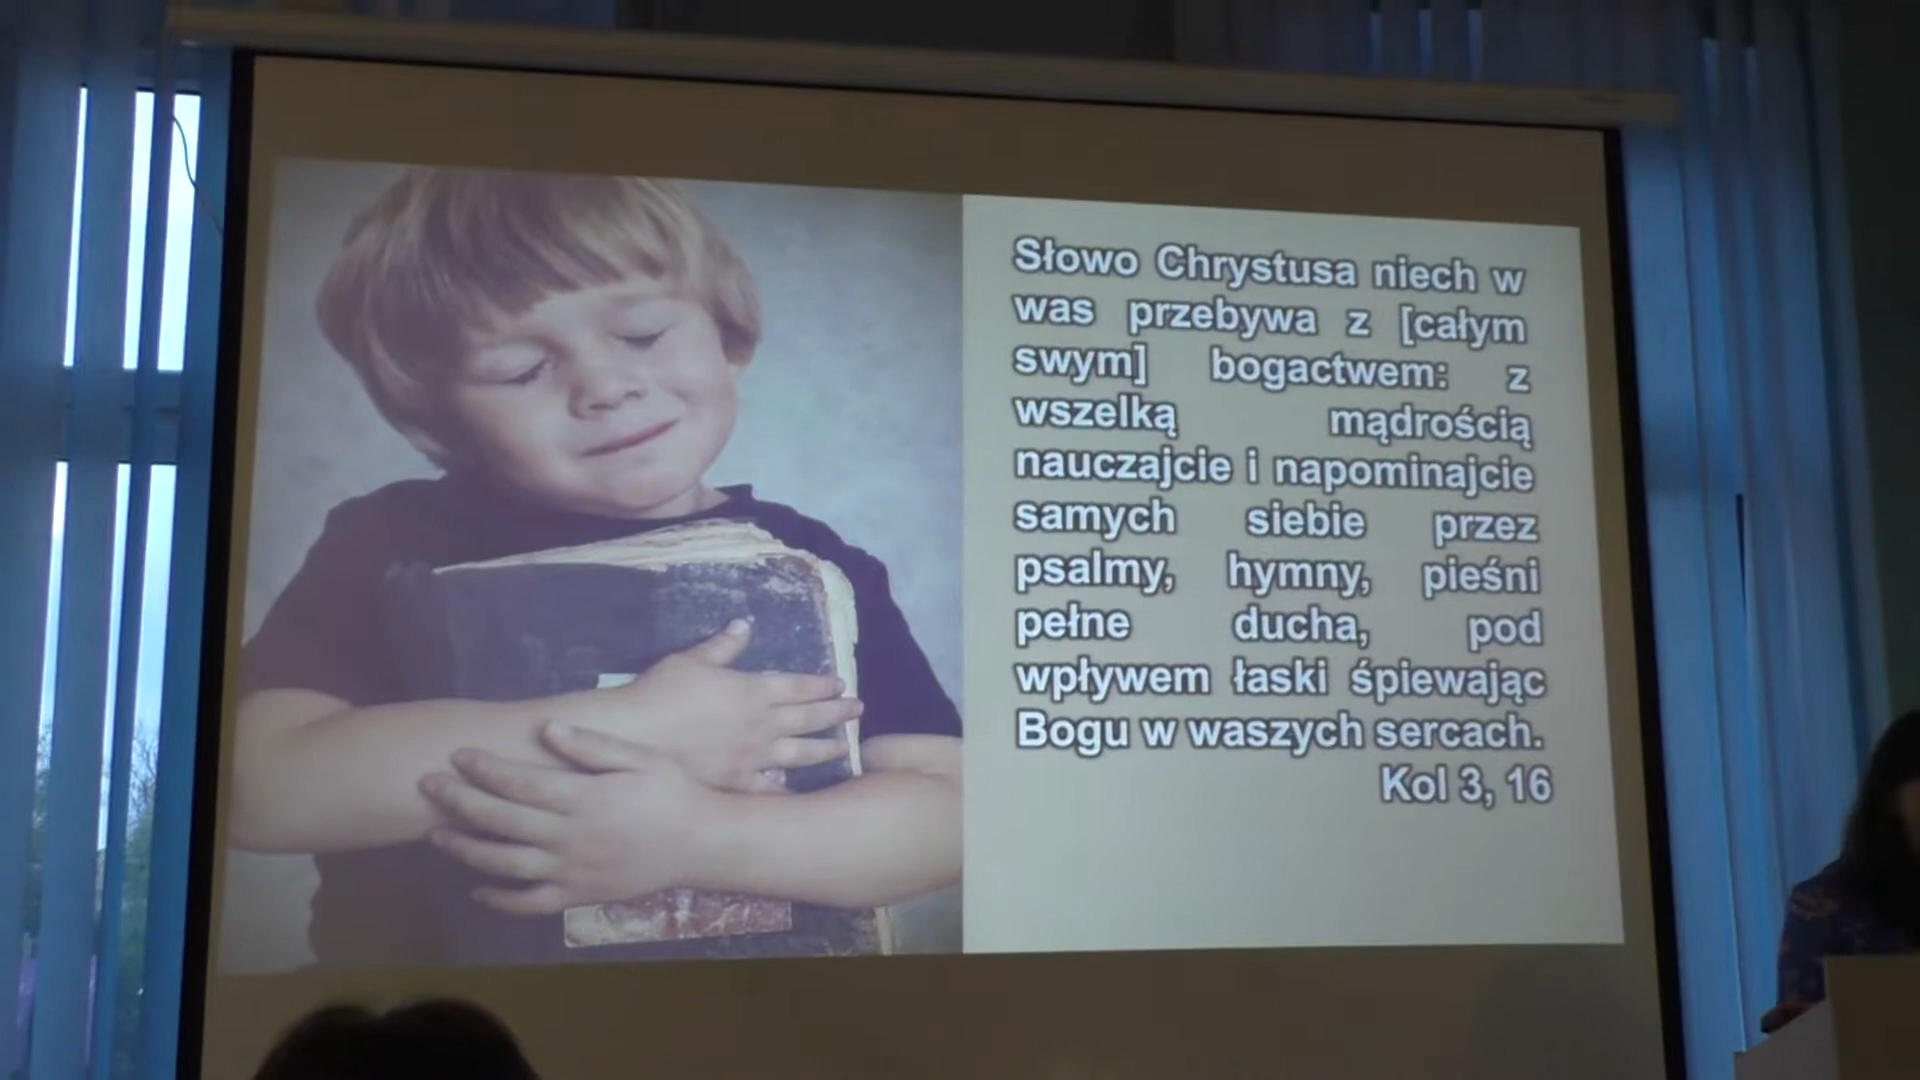 Słowo Chrystusa niech w
was przebywa z [całym
swym] bogactwem: z
wszelką mądrością
nauczajcie i napominajcie
samych siebie przez
psalmy, hymny, pieśni
pełne ducha, pod
wpływem łaski śpiewając
Bogu w waszych sercach.
Kol 3, 16